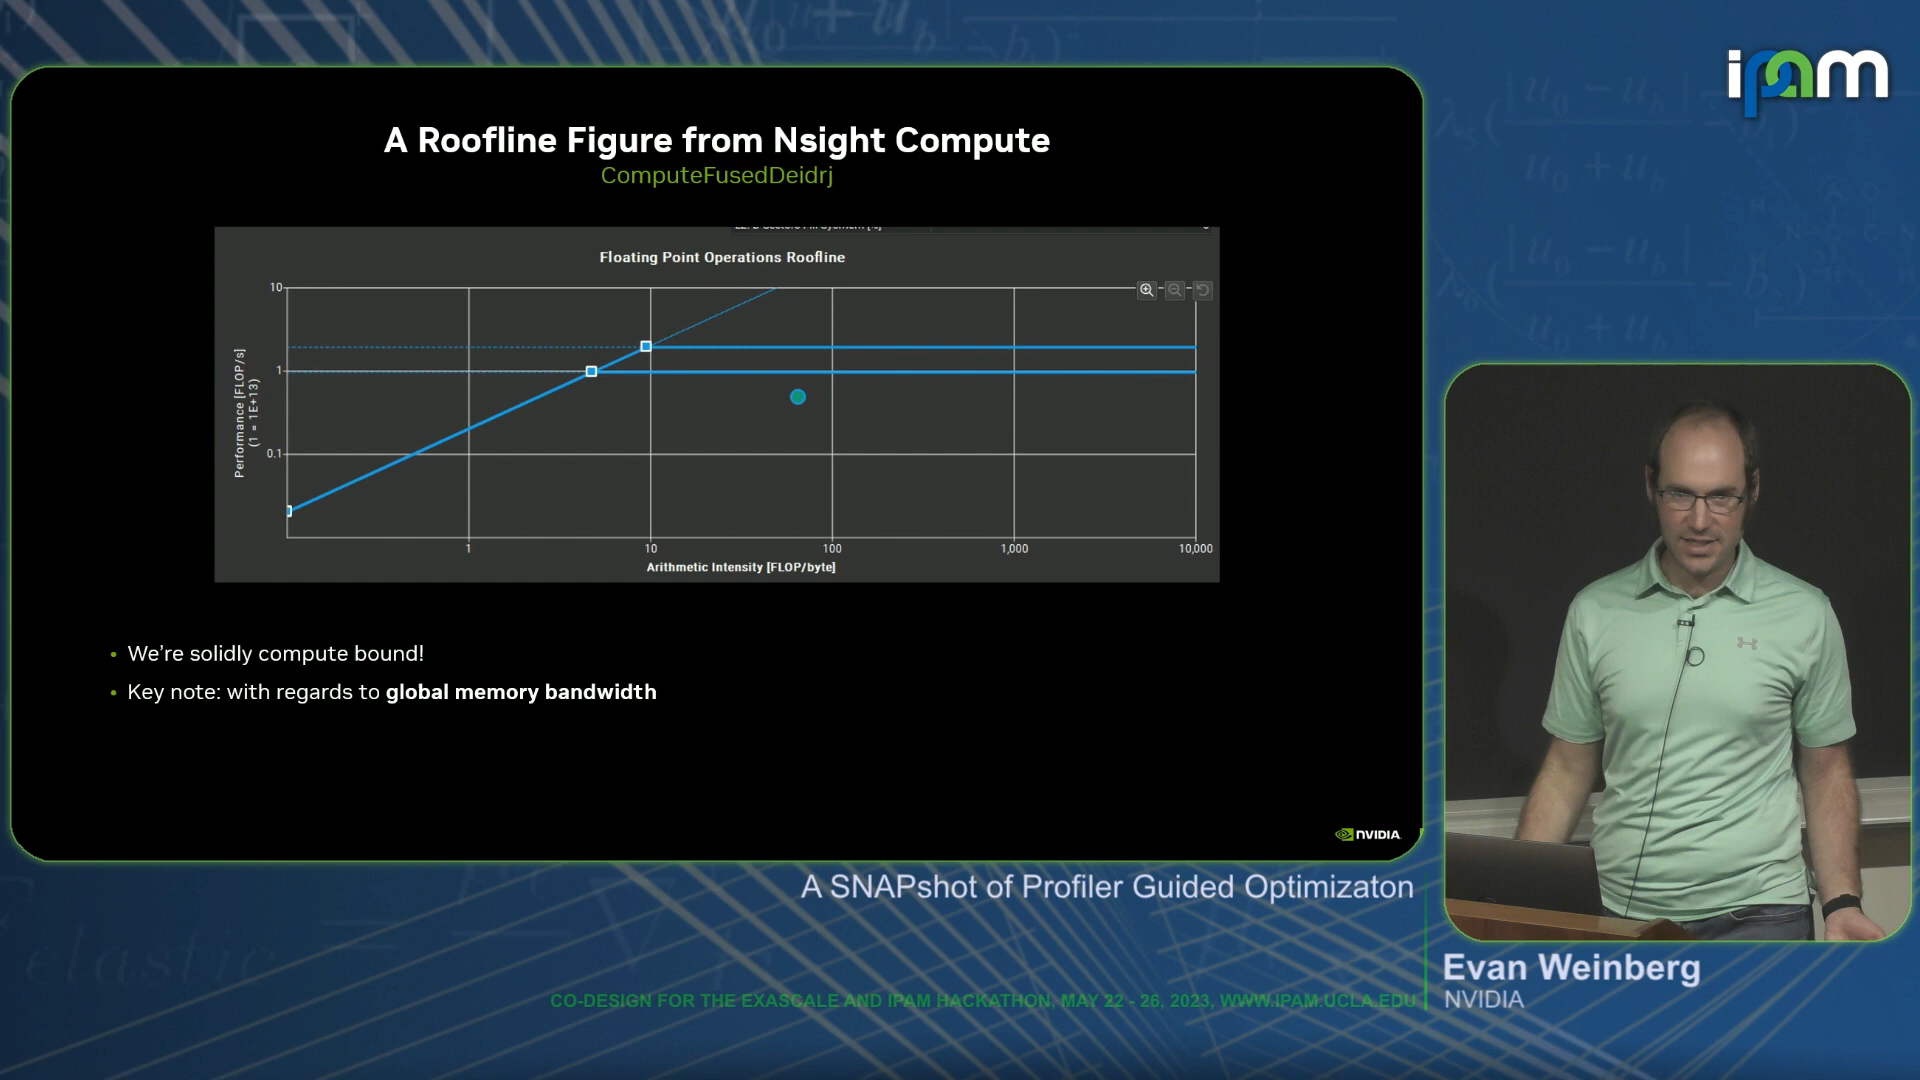 ipam
A Roofline Figure from Nsight Compute
ComputeFusedDeidrj
Floating Point Operations Roofline
10
1
0.1
Performance [FLOP/s]
(1 = 1E+13)
1
10
100
1,000
10,000
Arithmetic Intensity [FLOP/byte]
• We're solidly compute bound!
• Key note: with regards to global memory bandwidth
NVIDIA.
A SNAPshot of Profiler Guided Optimizaton
Evan Weinberg
NVIDIA
CO-DESIGN FOR THE EXASCALE AND IPAM HACKATHON, MAY 22 - 26, 2023, WWW.IPAM.UCLA.EDU
elastic